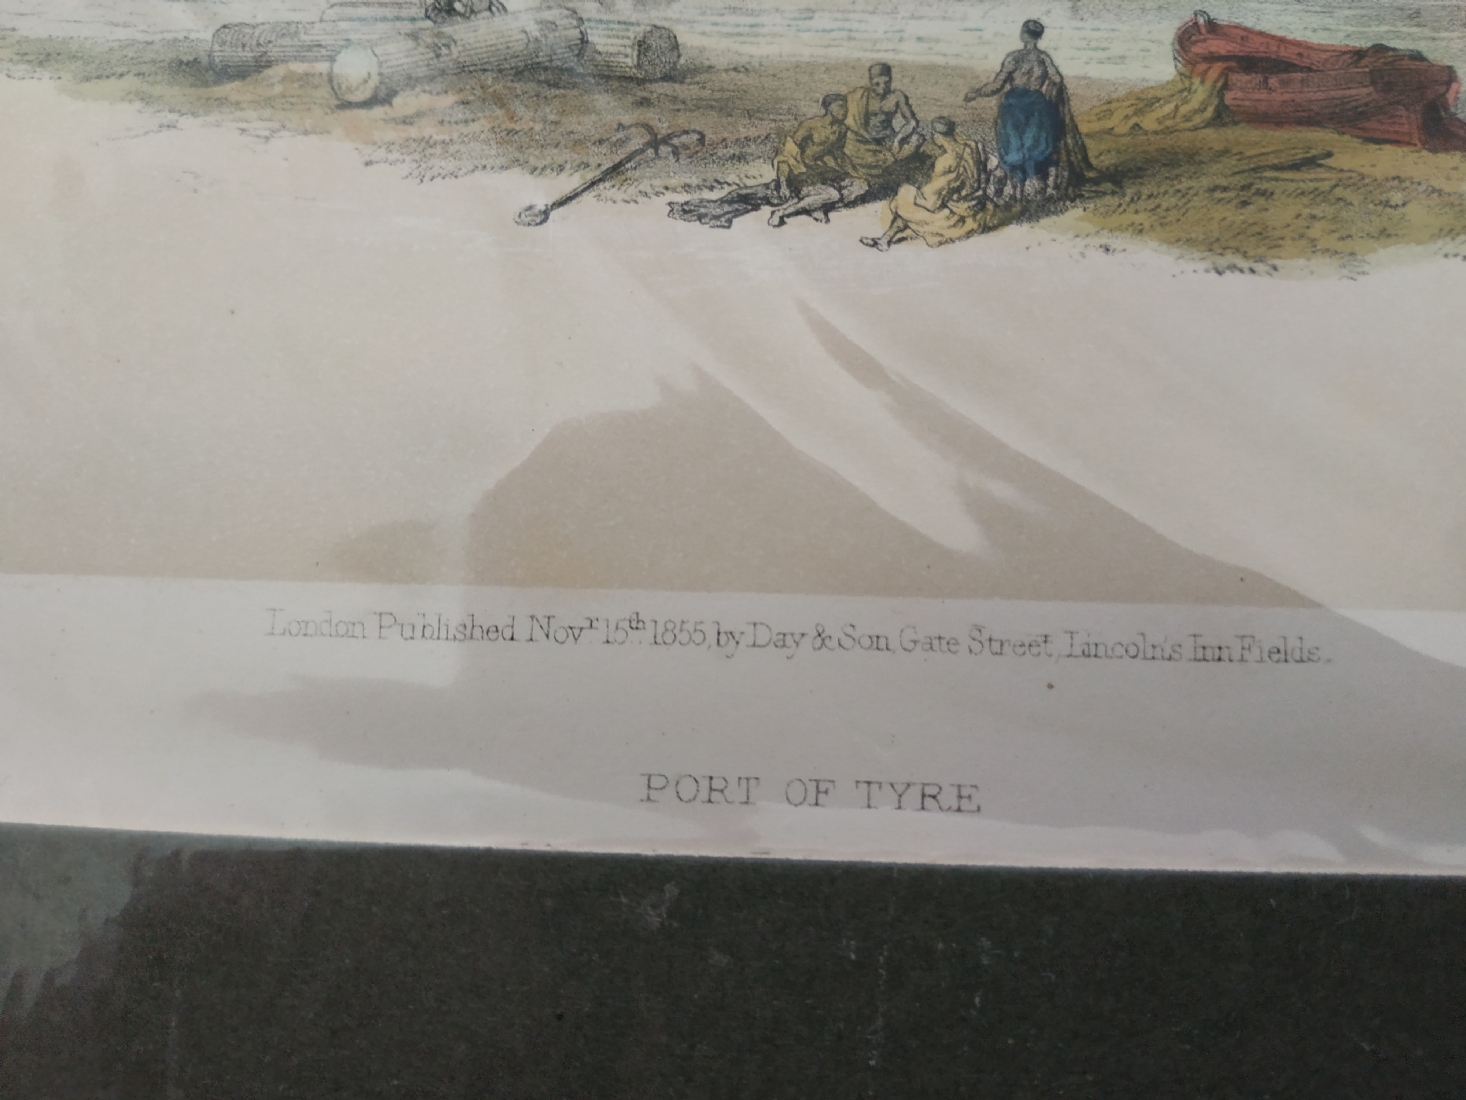 London Published Novr 15th 1855, by Day & Son, Gate Street, Lincoln's Inn Fields.
PORT OF TYRE